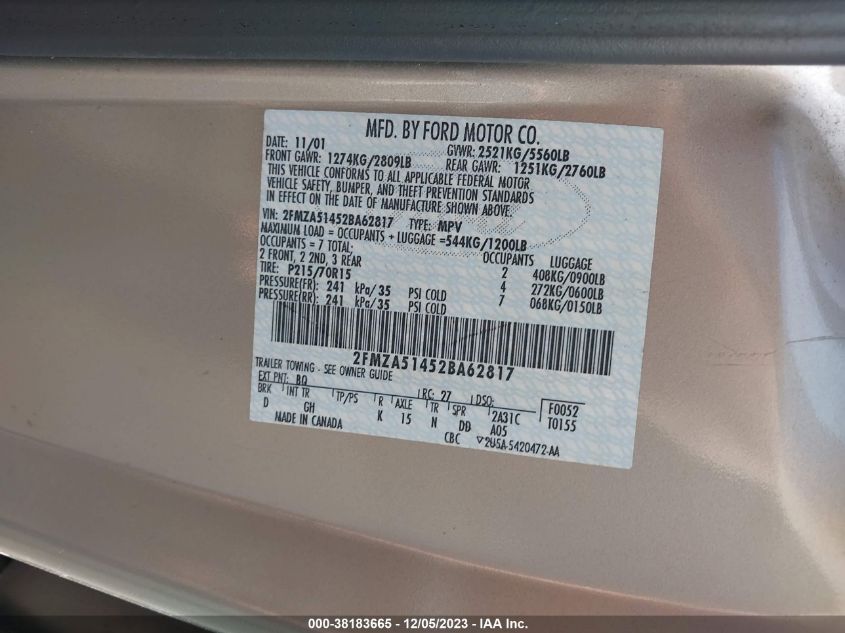 MFD. BY FORD MOTOR CO.
DATE: 11/01 GVWR: 2521KG/5560LB
FRONT GAWR: 1274KG/2809LB REAR GAWR: 1251KG/2760LB
THIS VEHICLE CONFORMS TO ALL APPLICABLE FEDERAL MOTOR
VEHICLE SAFETY, BUMPER, AND THEFT PREVENTION STANDARDS
IN EFFECT ON THE DATE OF MANUFACTURE SHOWN ABOVE.
VIN: 2FMZA51452BA62817 TYPE: MPV
MAXIMUM LOAD = OCCUPANTS + LUGGAGE =544KG/1200LB
OCCUPANTS = 7 TOTAL; OCCUPANTS LUGGAGE
2 FRONT, 2 2ND, 3 REAR 2 408KG/0900LB
TIRE: P215/70R15 4 272KG/0600LB
PRESSURE(FR): 241 kPa/35 PSI COLD 7 068KG/0150LB
PRESSURE(RR): 241 kPa/35 PSI COLD
2FMZA51452BA62817
TRAILER TOWING - SEE OWNER GUIDE
EXT PNT: BQ RC: 27 DSO: F0052
BRK INT TR TP/PS R AXLE TR SPR 2A31C T0155
D GH K 15 N DD A05
MADE IN CANADA CBC 2U5A-5420472-AA
000-38183665 - 12/05/2023 - IAA Inc.